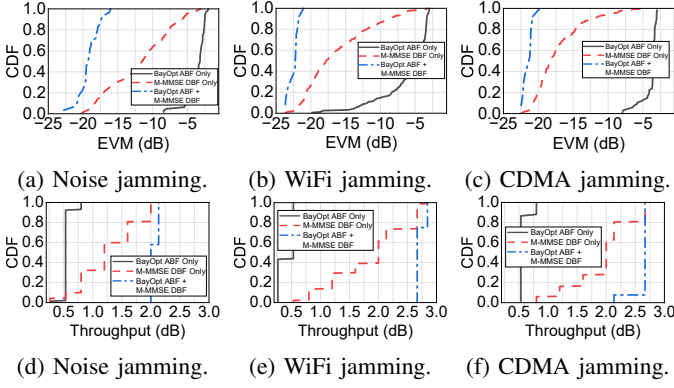 CDF
1.0
0.8
0.6
0.4
0.2
0.0
BayOpt ABF Only
M-MMSE DBF Only
BayOpt ABF +
M-MMSE DBF
−25 −20 −15 −10 −5
EVM (dB)
(a) Noise jamming.
CDF
1.0
0.8
0.6
0.4
0.2
0.0
BayOpt ABF Only
M-MMSE DBF Only
BayOpt ABF +
M-MMSE DBF
−25 −20 −15 −10 −5
EVM (dB)
(b) WiFi jamming.
CDF
1.0
0.8
0.6
0.4
0.2
0.0
BayOpt ABF Only
M-MMSE DBF Only
BayOpt ABF +
M-MMSE DBF
−25 −20 −15 −10 −5
EVM (dB)
(c) CDMA jamming.
CDF
1.0
0.8
0.6
0.4
0.2
0.0
BayOpt ABF Only
M-MMSE DBF Only
BayOpt ABF +
M-MMSE DBF
0.5 1.0 1.5 2.0 2.5 3.0
Throughput (dB)
(d) Noise jamming.
CDF
1.0
0.8
0.6
0.4
0.2
0.0
BayOpt ABF Only
M-MMSE DBF Only
BayOpt ABF +
M-MMSE DBF
0.5 1.0 1.5 2.0 2.5 3.0
Throughput (dB)
(e) WiFi jamming.
CDF
1.0
0.8
0.6
0.4
0.2
0.0
BayOpt ABF Only
M-MMSE DBF Only
BayOpt ABF +
M-MMSE DBF
0.5 1.0 1.5 2.0 2.5 3.0
Throughput (dB)
(f) CDMA jamming.